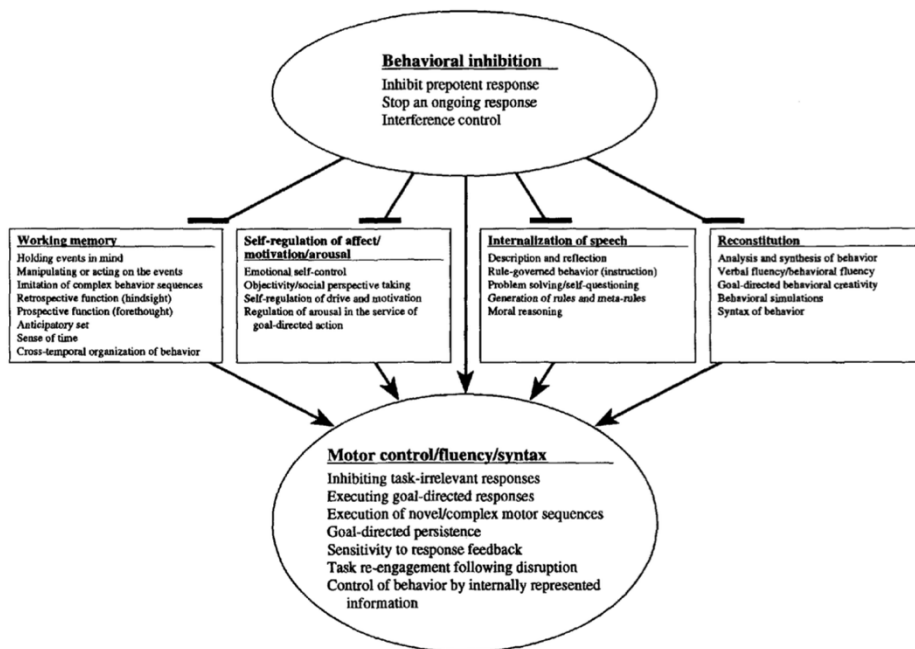 Behavioral inhibition
Inhibit prepotent response
Stop an ongoing response
Interference control
Working memory
Holding events in mind
Manipulating or acting on the events
Imitation of complex behavior sequences
Retrospective function (hindsight)
Prospective function (forethought)
Anticipatory set
Sense of time
Cross-temporal organization of behavior
Self-regulation of affect/
motivation/arousal
Emotional self-control
Objectivity/social perspective taking
Self-regulation of drive and motivation
Regulation of arousal in the service of
goal-directed action
Internalization of speech
Description and reflection
Rule-governed behavior (instruction)
Problem solving/self-questioning
Generation of rules and meta-rules
Moral reasoning
Reconstitution
Analysis and synthesis of behavior
Verbal fluency/behavioral fluency
Goal-directed behavioral creativity
Behavioral simulations
Syntax of behavior
Motor control/fluency/syntax
Inhibiting task-irrelevant responses
Executing goal-directed responses
Execution of novel/complex motor sequences
Goal-directed persistence
Sensitivity to response feedback
Task re-engagement following disruption
Control of behavior by internally represented
information